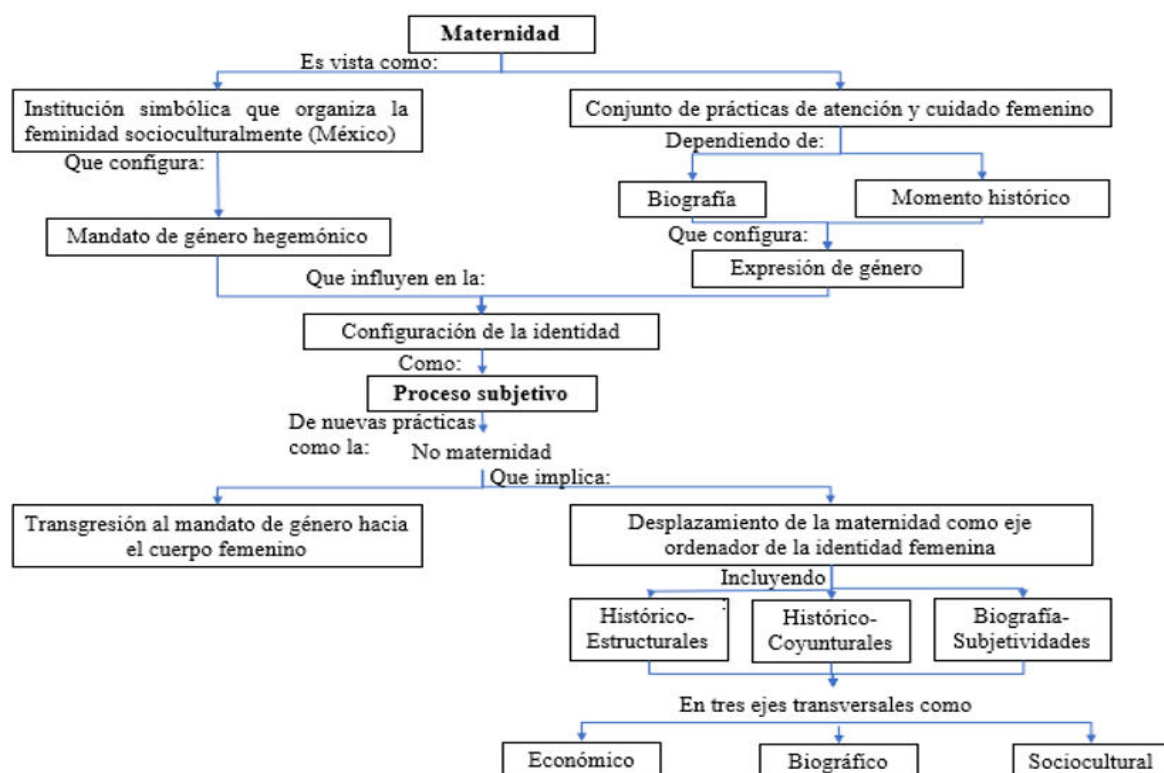 Maternidad
Es vista como:
Institución simbólica que organiza la
feminidad socioculturalmente (México)
Conjunto de prácticas de atención y cuidado femenino
Que configura:
Dependiendo de:
Biografía
Momento histórico
Mandato de género hegemónico
Que configura:
Expresión de género
Que influyen en la:
Configuración de la identidad
Como:
Proceso subjetivo
De nuevas prácticas
como la:
No maternidad
Que implica:
Transgresión al mandato de género hacia
el cuerpo femenino
Desplazamiento de la maternidad como eje
ordenador de la identidad femenina
Incluyendo
Histórico-
Estructurales
Histórico-
Coyunturales
Biografía-
Subjetividades
En tres ejes transversales como
Económico
Biográfico
Sociocultural